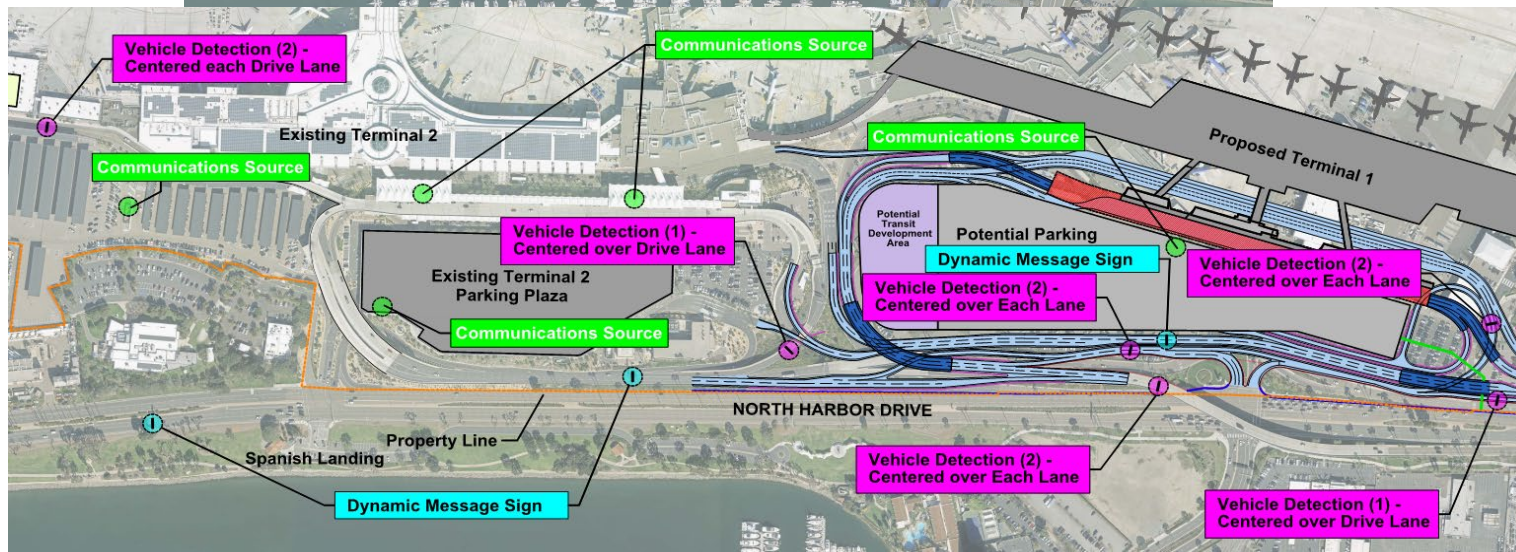 Vehicle Detection (2) -
Centered each Drive Lane
Communications Source
Existing Terminal 2
Communications Source
Communications Source
Proposed Terminal 1
Vehicle Detection (1) -
Centered over Drive Lane
Potential
Transit
Development
Area
Potential Parking
Dynamic Message Sign
Vehicle Detection (2) -
Centered over Each Lane
Vehicle Detection (2) -
Centered over Each Lane
Existing Terminal 2
Parking Plaza
Communications Source
NORTH HARBOR DRIVE
Property Line
Spanish Landing
Dynamic Message Sign
Vehicle Detection (2) -
Centered over Each Lane
Vehicle Detection (1) -
Centered over Drive Lane